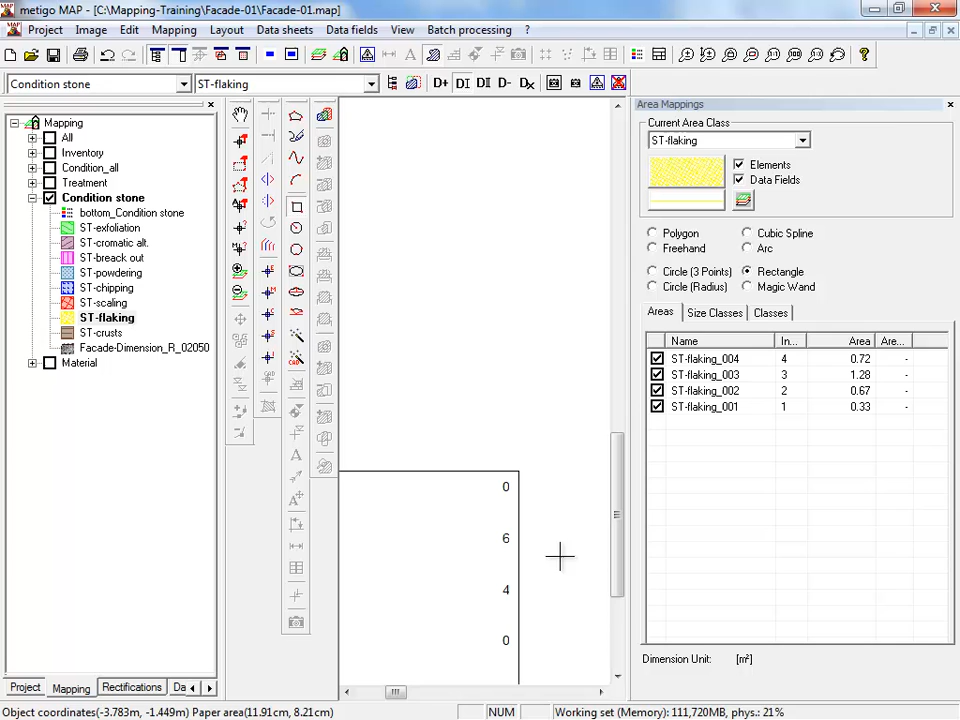 metigo MAP - [C:\Mapping-Training\Facade-01\Facade-01.map]
Project Image Edit Mapping Layout Data sheets Data fields View Batch processing ?
Condition stone ST-flaking D+ DI DI D- Dx
Mapping
All
Inventory
Condition_all
Treatment
Condition stone
bottom_Condition stone
ST-exfoliation
ST-cromatic alt.
ST-breack out
ST-powdering
ST-chipping
ST-scaling
ST-flaking
ST-crusts
Facade-Dimension_R_02050
Material
0
6
4
0
Area Mappings
Current Area Class
ST-flaking
Elements
Data Fields
Polygon Cubic Spline
Freehand Arc
Circle (3 Points) Rectangle
Circle (Radius) Magic Wand
Areas Size Classes Classes
Name In... Area Are...
ST-flaking_004 4 0.72 -
ST-flaking_003 3 1.28 -
ST-flaking_002 2 0.67 -
ST-flaking_001 1 0.33 -
Dimension Unit: [m²]
Project Mapping Rectifications Da
Object coordinates(-3.783m, -1.449m) Paper area(11.91cm, 8.21cm) NUM Working set (Memory): 111,720MB, phys.: 21%